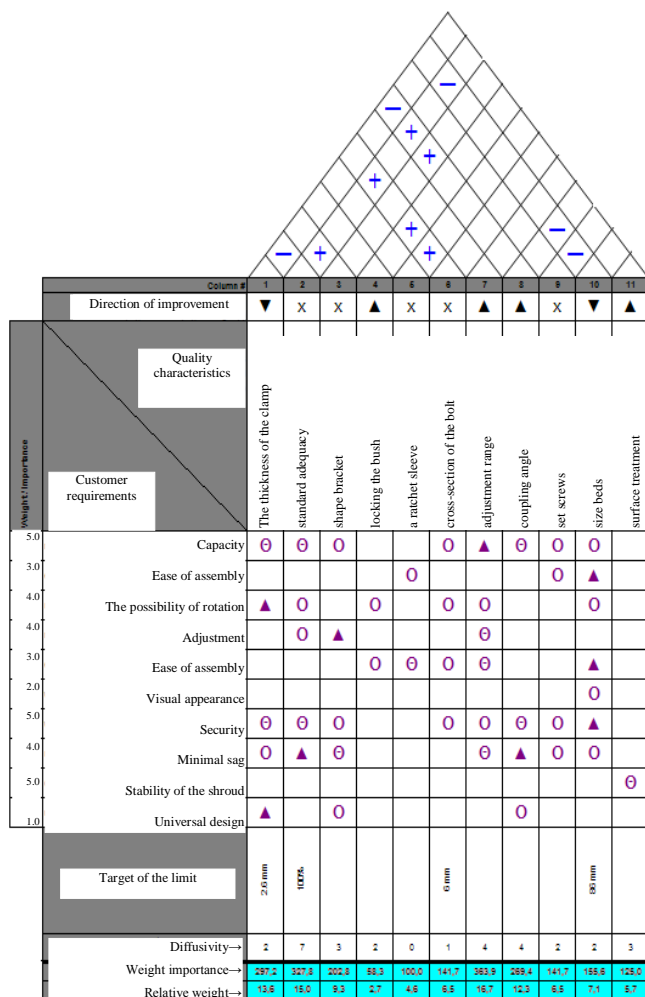 Column # 1 2 3 4 5 6 7 8 9 10 11
Direction of improvement ▼ X X ▲ X X ▲ ▲ X ▼ ▲
Quality
characteristics
Customer
requirements
Weight / Importance
The thickness of the clamp
standard adequacy
shape bracket
locking the bush
a ratchet sleeve
cross-section of the bolt
adjustment range
coupling angle
set screws
size beds
surface treatment
5.0 Capacity Θ Θ O O ▲ Θ O O
3.0 Ease of assembly O O ▲
4.0 The possibility of rotation ▲ O O O O O
4.0 Adjustment O ▲ Θ
3.0 Ease of assembly O Θ O Θ ▲
2.0 Visual appearance O
5.0 Security Θ Θ O O O Θ O ▲
4.0 Minimal sag O ▲ Θ Θ ▲ O O
5.0 Stability of the shroud Θ
1.0 Universal design ▲ O O
Target of the limit 2.6 mm 100% 6 mm 86 mm
Diffusivity→ 2 7 3 2 0 1 4 4 2 2 3
Weight importance→ 297,2 327,8 202,8 58,3 100,0 141,7 363,9 269,4 141,7 155,6 125,0
Relative weight→ 13,6 15,0 9,3 2,7 4,6 6,5 16,7 12,3 6,5 7,1 5,7